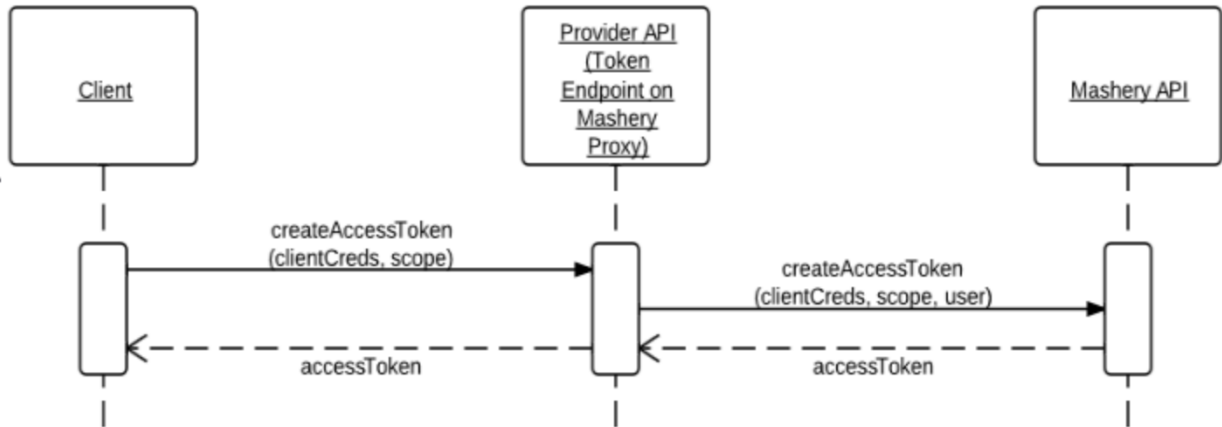 Client
Provider API
(Token
Endpoint on
Mashery
Proxy)
Mashery API
createAccessToken
(clientCreds, scope)
createAccessToken
(clientCreds, scope, user)
accessToken
accessToken